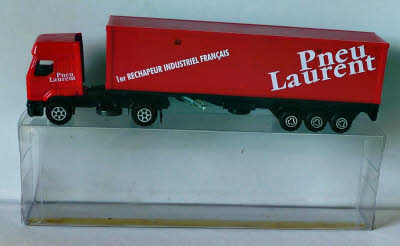 Pneu
Laurent
1er RECHAPEUR INDUSTRIEL FRANÇAIS
Pneu
Laurent